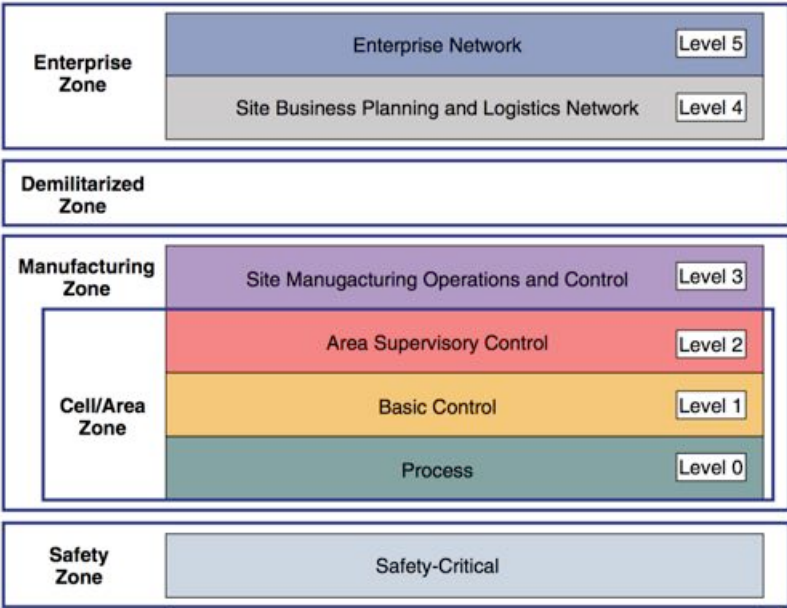 Enterprise
Zone
Enterprise Network
Level 5
Site Business Planning and Logistics Network
Level 4
Demilitarized
Zone
Manufacturing
Zone
Site Manugacturing Operations and Control
Level 3
Cell/Area
Zone
Area Supervisory Control
Level 2
Basic Control
Level 1
Process
Level 0
Safety
Zone
Safety-Critical